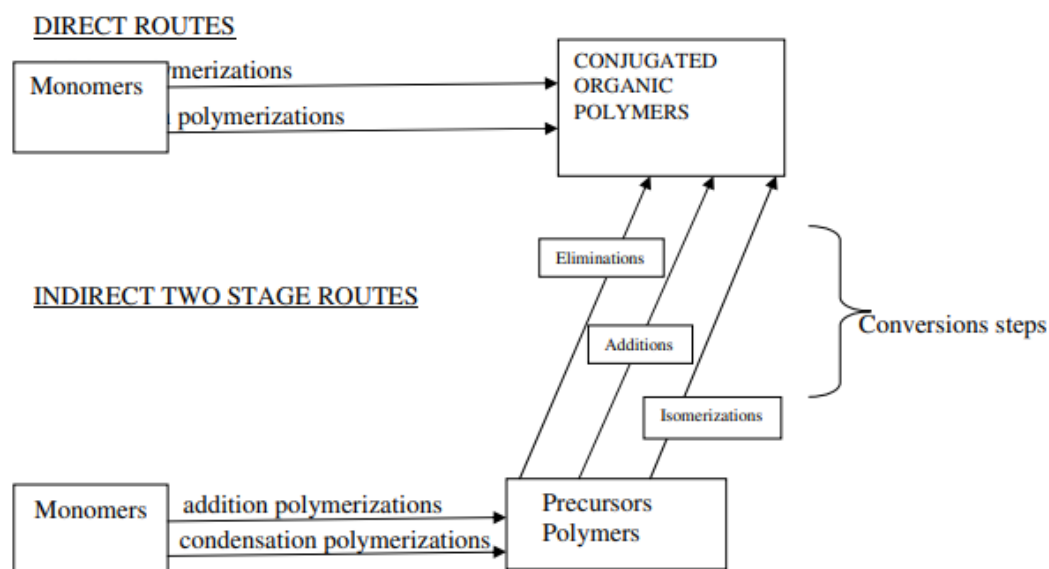 DIRECT ROUTES
Monomers
ymerizations
polymerizations
CONJUGATED
ORGANIC
POLYMERS
Eliminations
INDIRECT TWO STAGE ROUTES
Additions
Conversions steps
Isomerizations
Monomers
addition polymerizations
condensation polymerizations
Precursors
Polymers